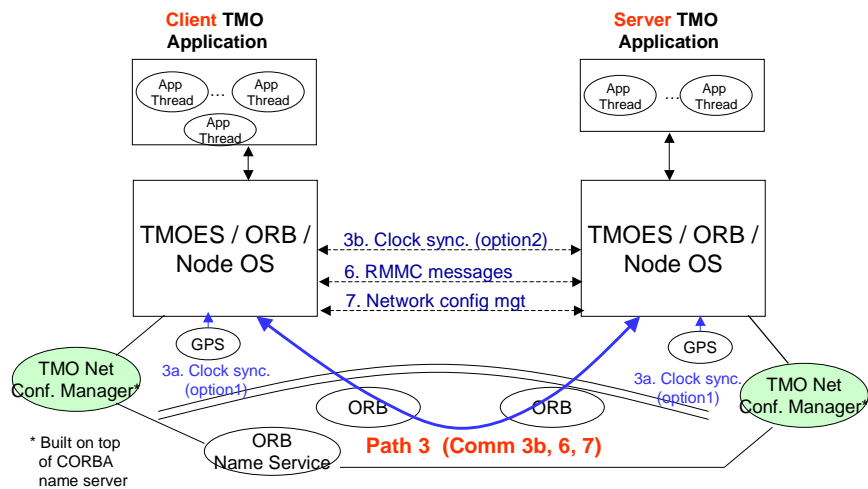 Client TMO
Application
Server TMO
Application
App
Thread
...
App
Thread
App
Thread
App
Thread
...
App
Thread
TMOES / ORB /
Node OS
TMOES / ORB /
Node OS
3b. Clock sync. (option2)
6. RMMC messages
7. Network config mgt
GPS
GPS
3a. Clock sync.
(option1)
3a. Clock sync.
(option1)
TMO Net
Conf. Manager*
TMO Net
Conf. Manager*
ORB
ORB
ORB
Name Service
Path 3 (Comm 3b, 6, 7)
* Built on top
of CORBA
name server